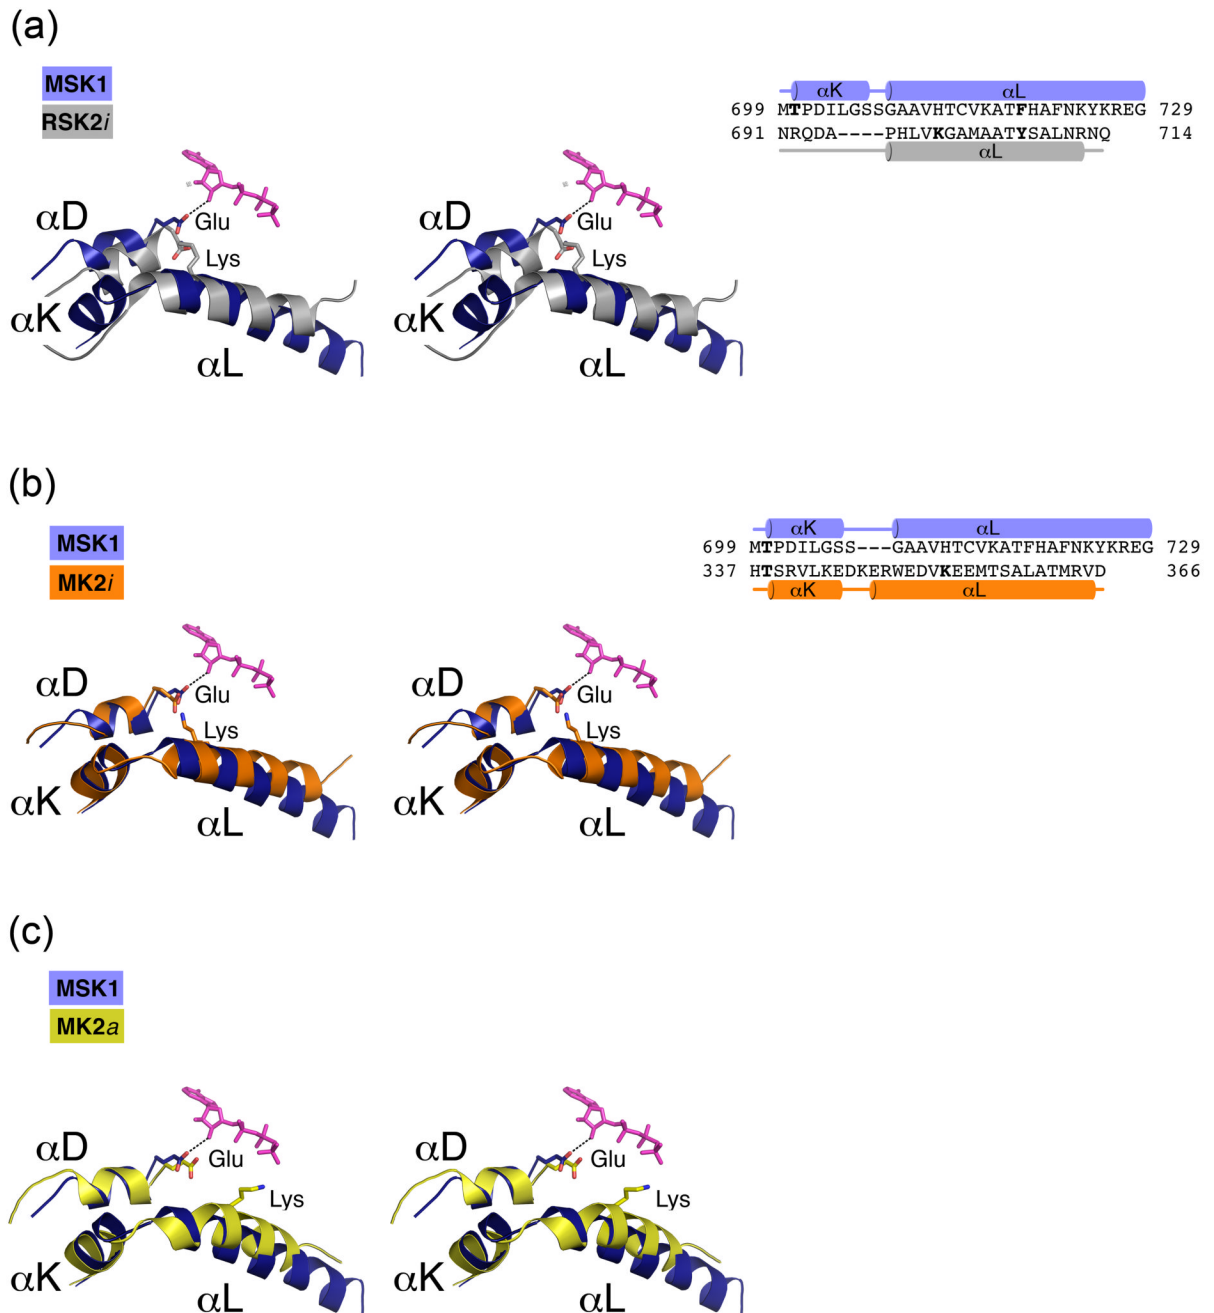 (a)
MSK1
RSK2i
αK αL
699 MTPDILGSSGAAVHTCVKATFHAFNKYKREG 729
691 NRQDA----PHLVKGAMAATYSALNRNQ 714
αL
αD Glu αD Glu
Lys Lys
αK αK
αL αL
(b)
MSK1
MK2i
αK αL
699 MTPDILGSS---GAAVHTCVKATFHAFNKYKREG 729
337 HTSRVLKEDKERWEDVKEEMTSALATMRVD 366
αK αL
αD Glu αD Glu
Lys Lys
αK αK
αL αL
(c)
MSK1
MK2a
αD Glu αD Glu
Lys Lys
αK αK
αL αL